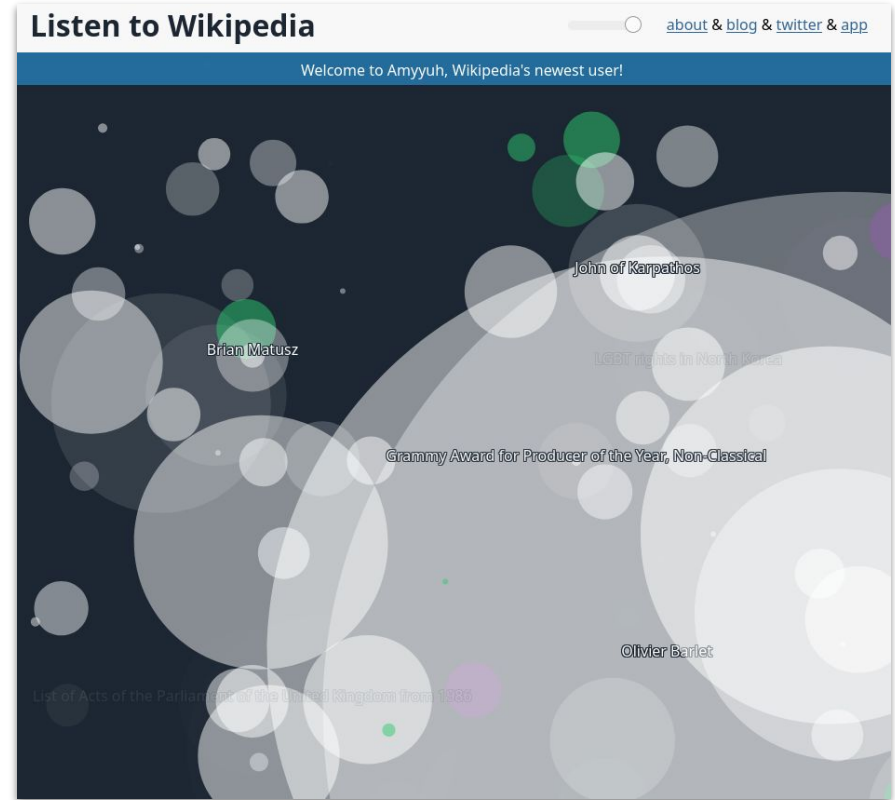 Listen to Wikipedia
about & blog & twitter & app
Welcome to Amyyuh, Wikipedia's newest user!
John of Karpathos
Brian Matusz
LGBT rights in North Korea
Grammy Award for Producer of the Year, Non-Classical
Olivier Barlet
List of Acts of the Parliament of the United Kingdom from 1886